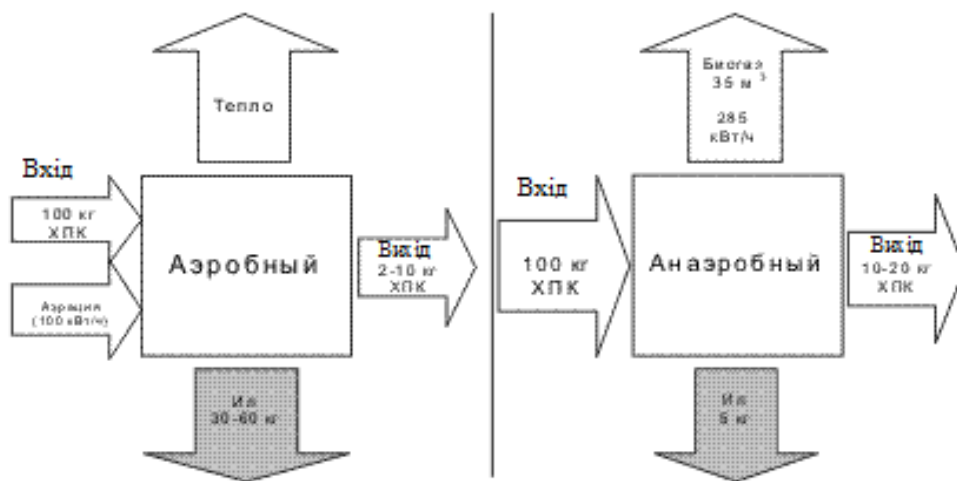 Тепло
Вхід
100 кг
ХПК
Аэрация
(100 кВт/ч)
Аэробный
Вихід
2-10 кг
ХПК
Ил
30-60 кг
Биогаз
35 м³
285
кВт/ч
Вхід
100 кг
ХПК
Анаэробный
Вихід
10-20 кг
ХПК
Ил
5 кг